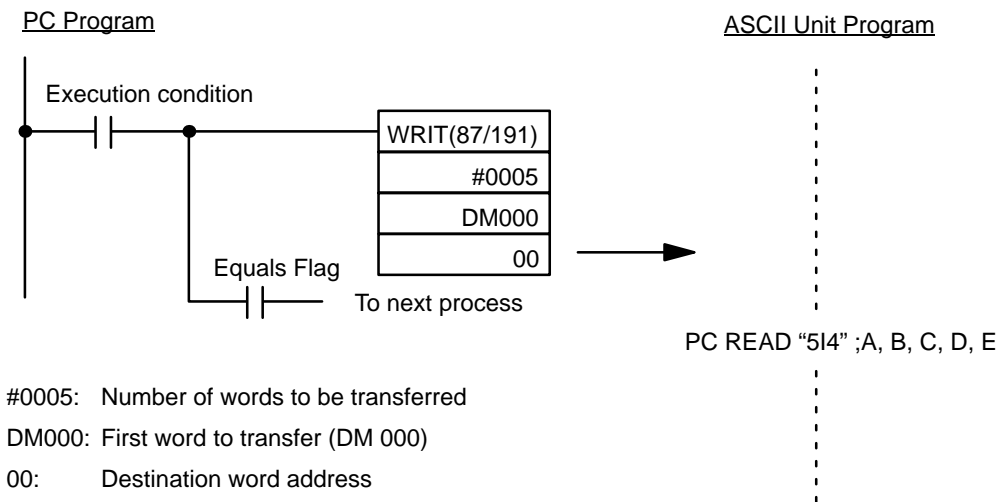 PC Program
ASCII Unit Program
Execution condition
WRIT(87/191)
#0005
DM000
00
Equals Flag
To next process
PC READ “5I4” ;A, B, C, D, E
#0005: Number of words to be transferred
DM000: First word to transfer (DM 000)
00: Destination word address